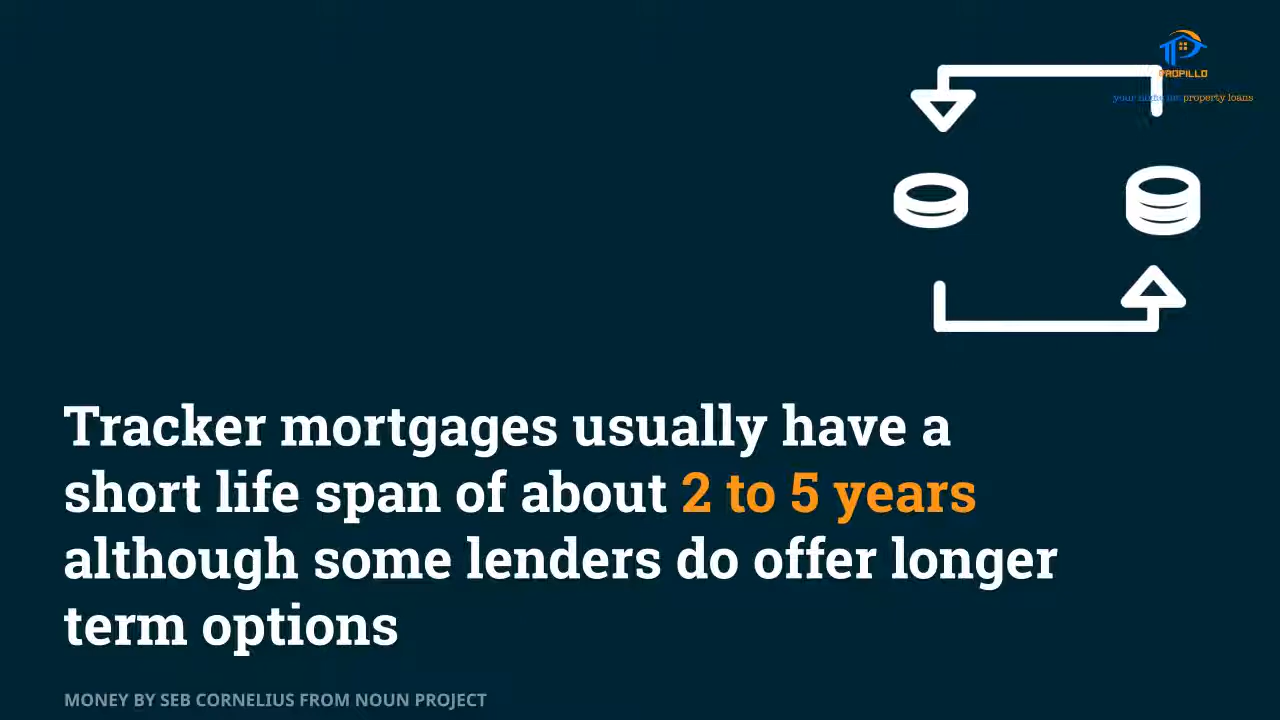 PROPILLO
property loans
Tracker mortgages usually have a
short life span of about 2 to 5 years
although some lenders do offer longer
term options
MONEY BY SEB CORNELIUS FROM NOUN PROJECT